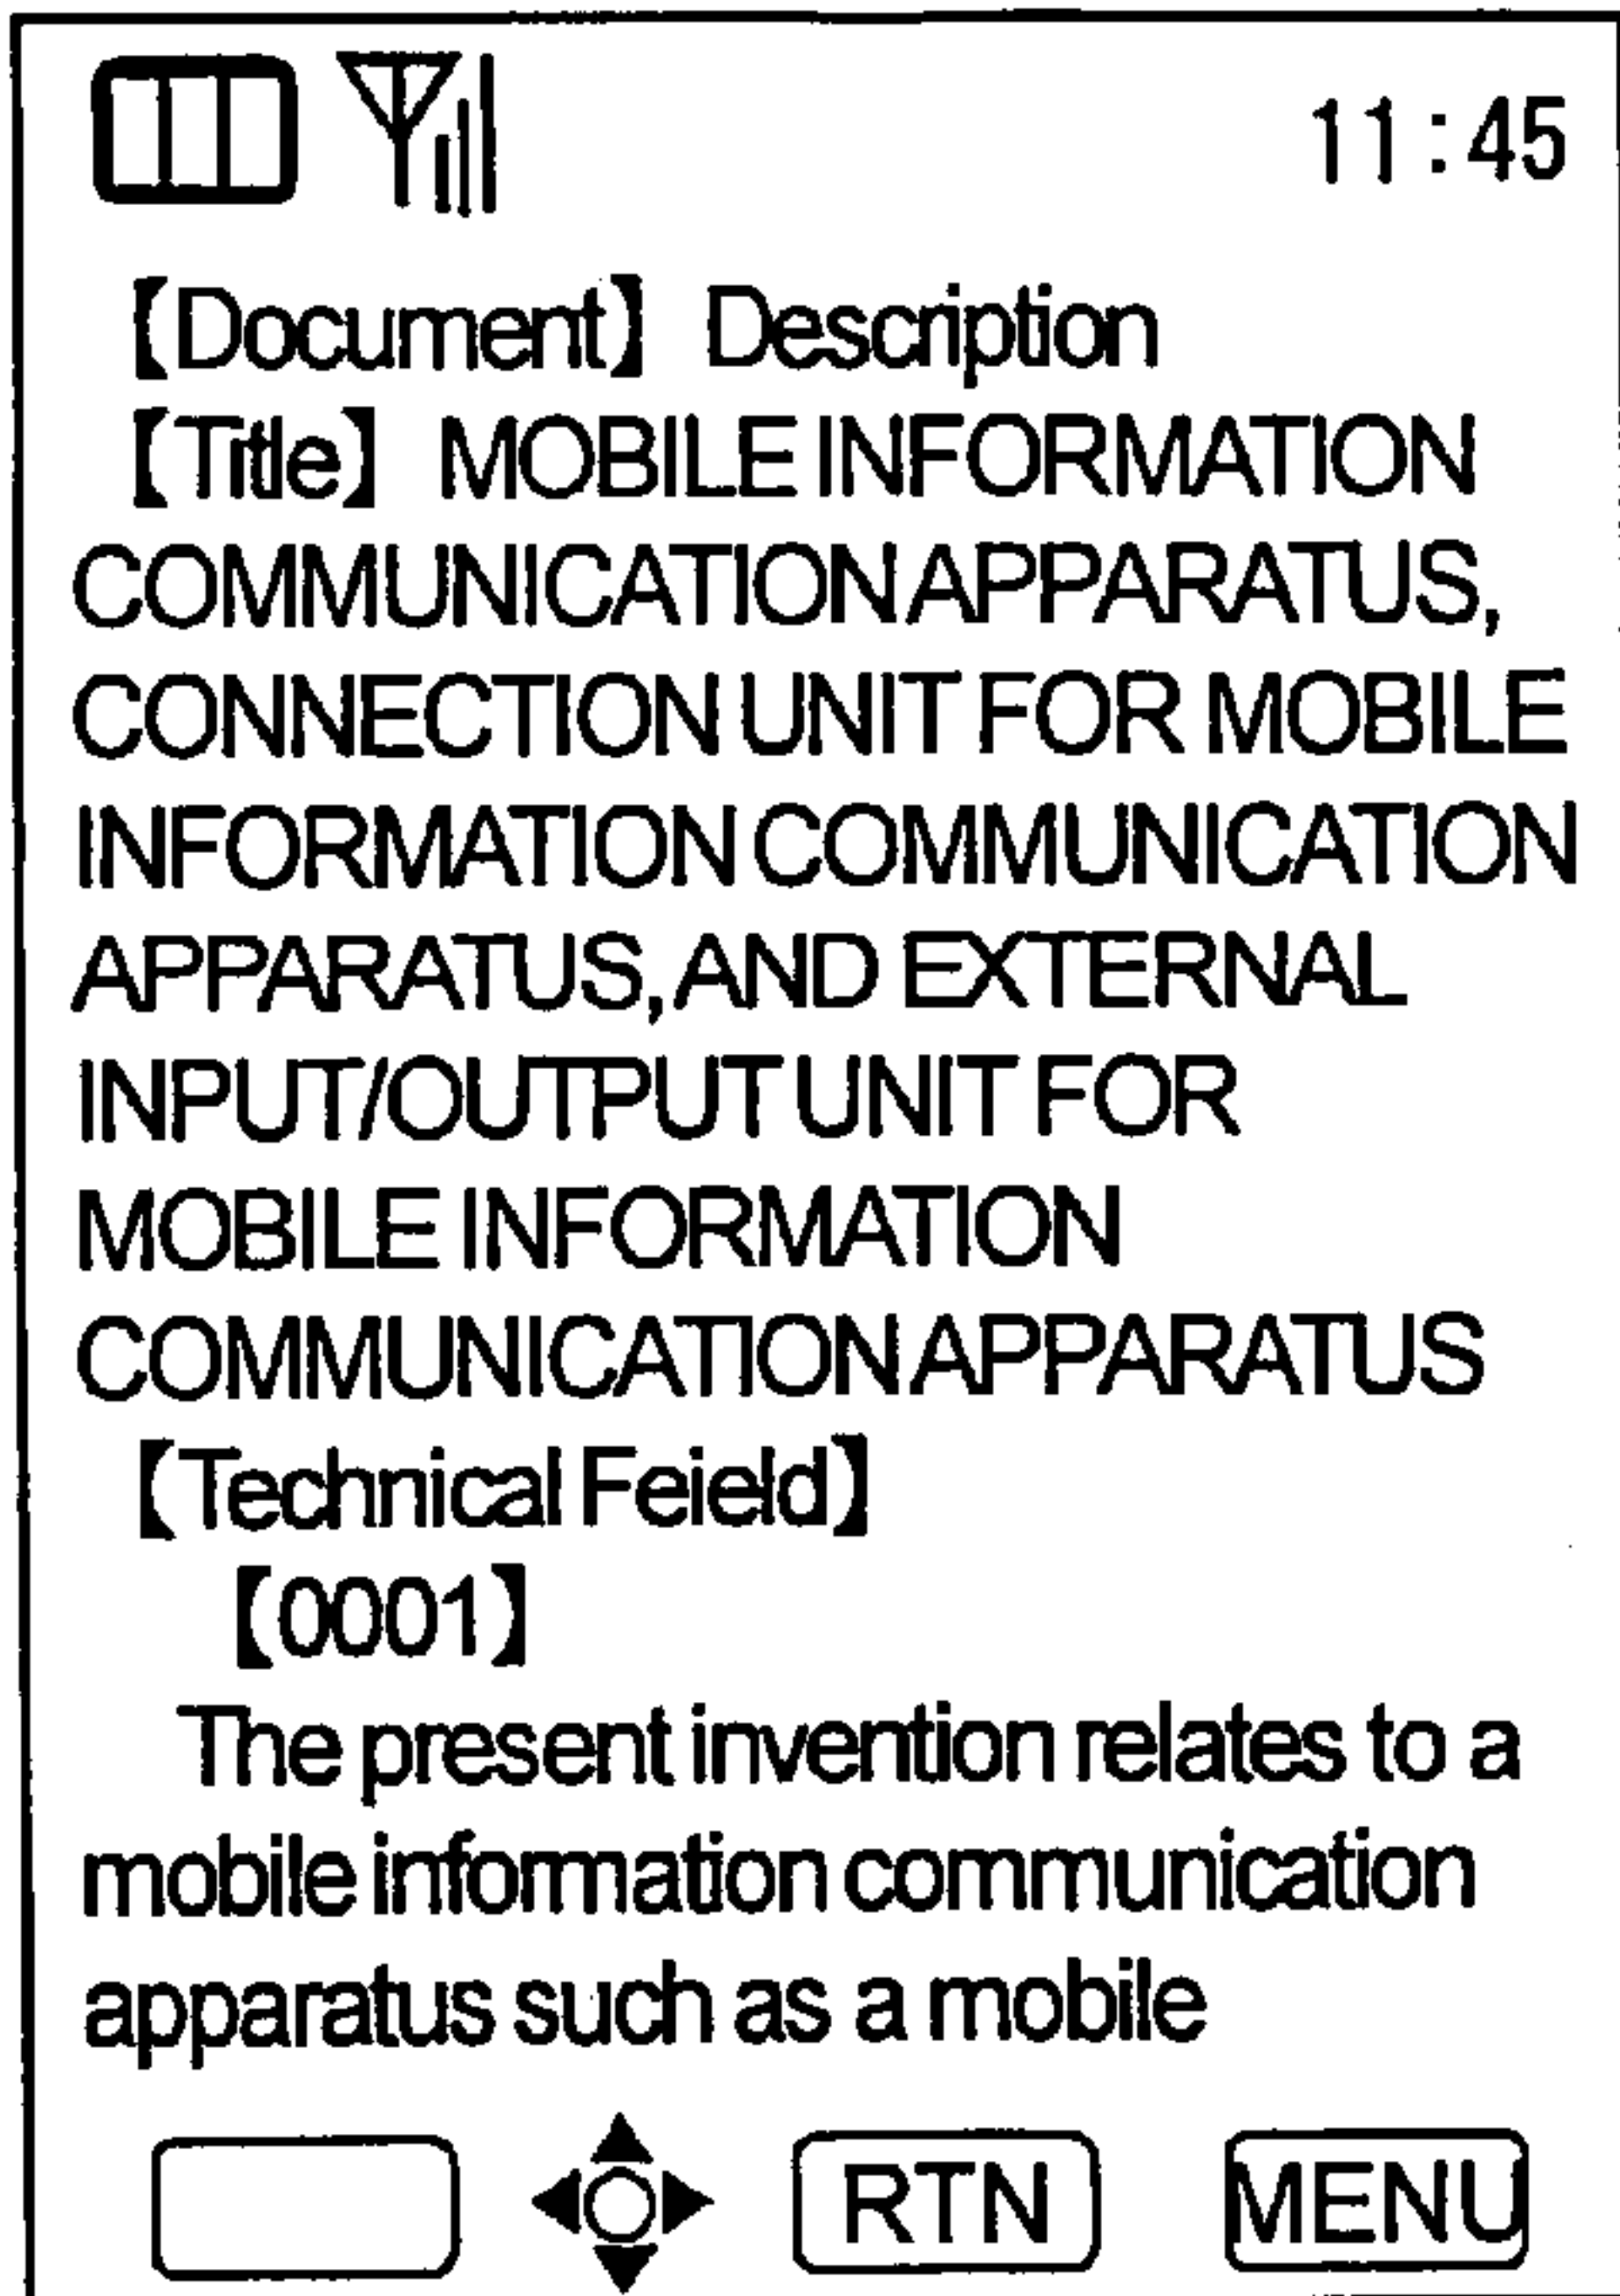 11:45
【Document】 Description
【Title】 MOBILE INFORMATION
COMMUNICATION APPARATUS,
CONNECTION UNIT FOR MOBILE
INFORMATION COMMUNICATION
APPARATUS, AND EXTERNAL
INPUT/OUTPUT UNIT FOR
MOBILE INFORMATION
COMMUNICATION APPARATUS
【Technical Feield】
【0001】
The present invention relates to a
mobile information communication
apparatus such as a mobile
RTN MENU